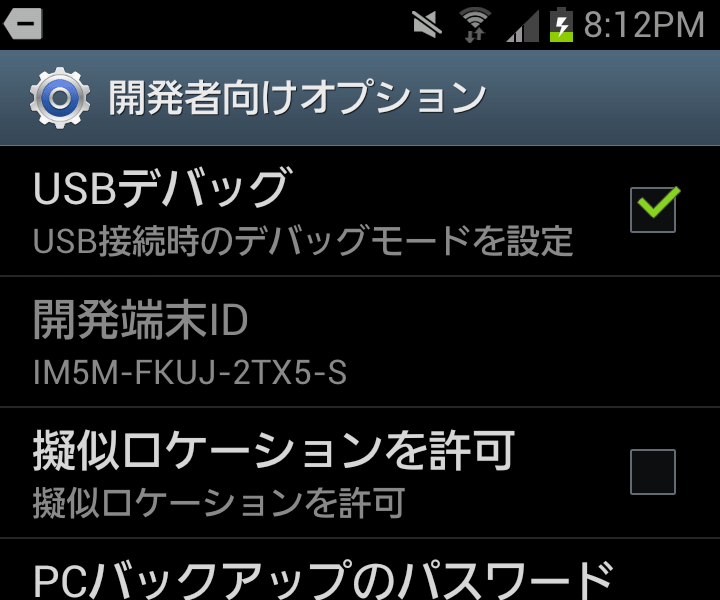 8:12PM
開発者向けオプション
USBデバッグ
USB接続時のデバッグモードを設定
開発端末ID
IM5M-FKUJ-2TX5-S
擬似ロケーションを許可
擬似ロケーションを許可
PCバックアップのパスワード